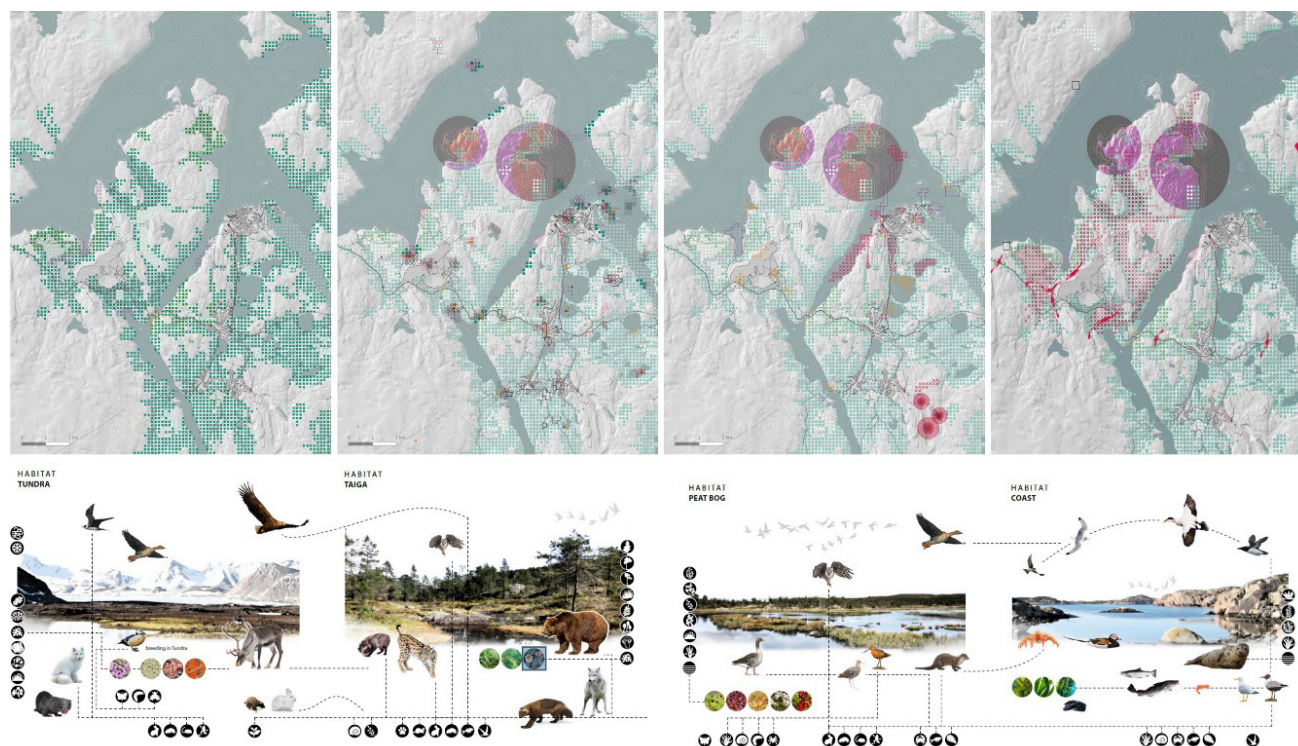 HABITAT
TUNDRA
HABITAT
TAIGA
HABITAT
PEAT BOG
HABITAT
COAST
breeding in Tundra